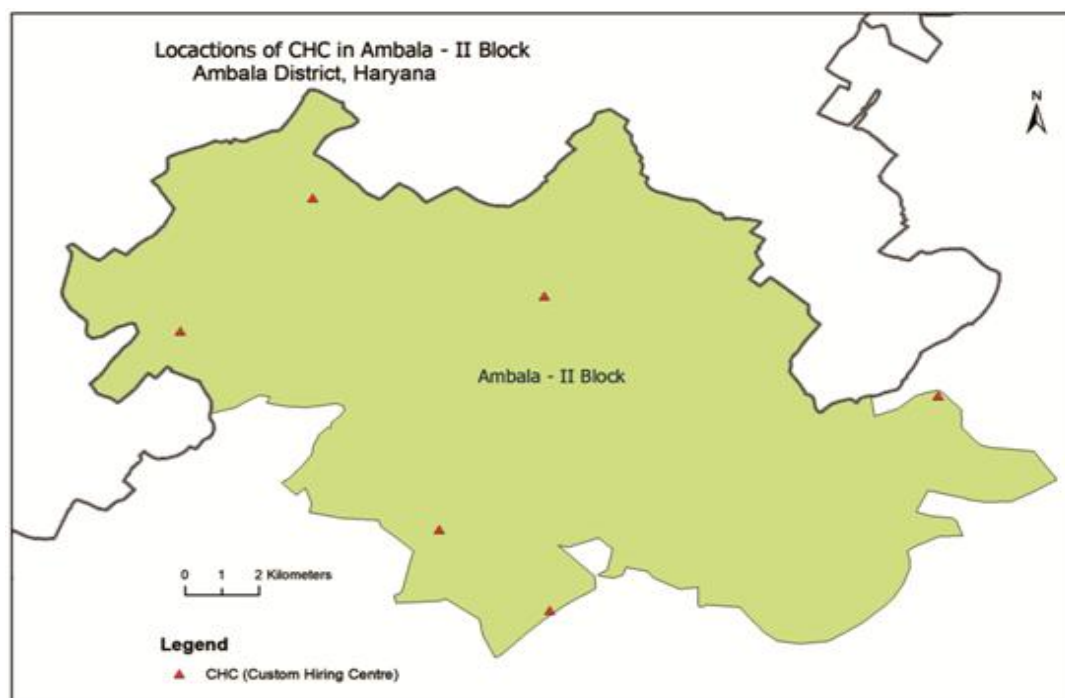 Locactions of CHC in Ambala - II Block
Ambala District, Haryana
N
Ambala - II Block
0 1 2 Kilometers
Legend
CHC (Custom Hiring Centre)